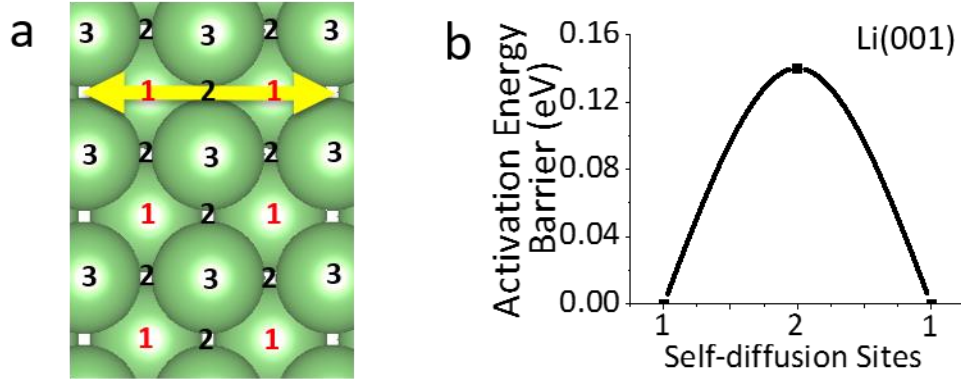 a
3 2 3 2 3
1 2 1
3 2 3 2 3
1 2 1
3 2 3 2 3
1 2 1
b
Li(001)
Activation Energy
Barrier (eV)
0.16
0.12
0.08
0.04
0.00
1 2 1
Self-diffusion Sites